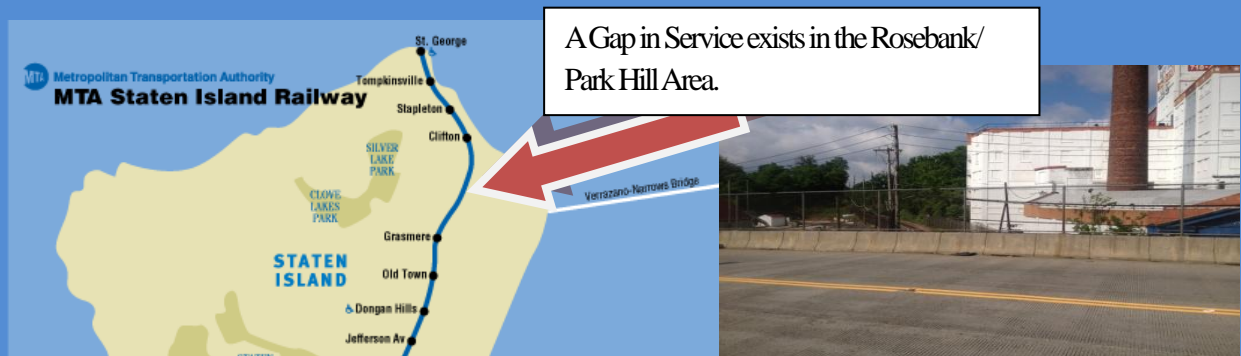 A Gap in Service exists in the Rosebank/
Park Hill Area.
MTA Metropolitan Transportation Authority
MTA Staten Island Railway
St. George
Tompkinsville
Stapleton
Clifton
SILVER
LAKE
PARK
CLOVE
LAKES
PARK
Verrazano-Narrows Bridge
Grasmere
STATEN
ISLAND
Old Town
Dongan Hills
Jefferson Av